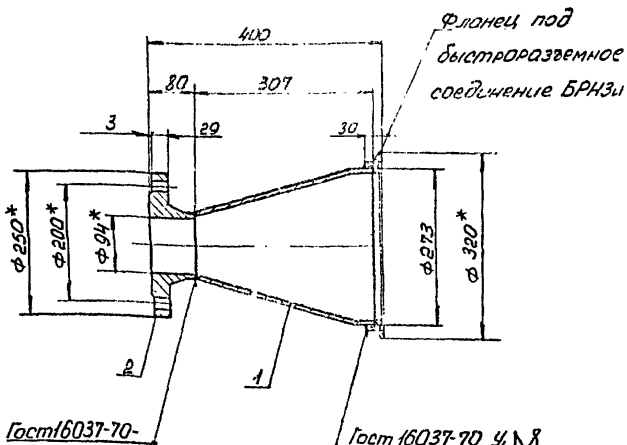 Фланец под
быстроразъемное
соединение БРНЗи
400
80
307
3
29
30
ф250*
ф200*
ф94*
ф273
ф320*
2
1
Гост16037-70-
Гост 16037-70